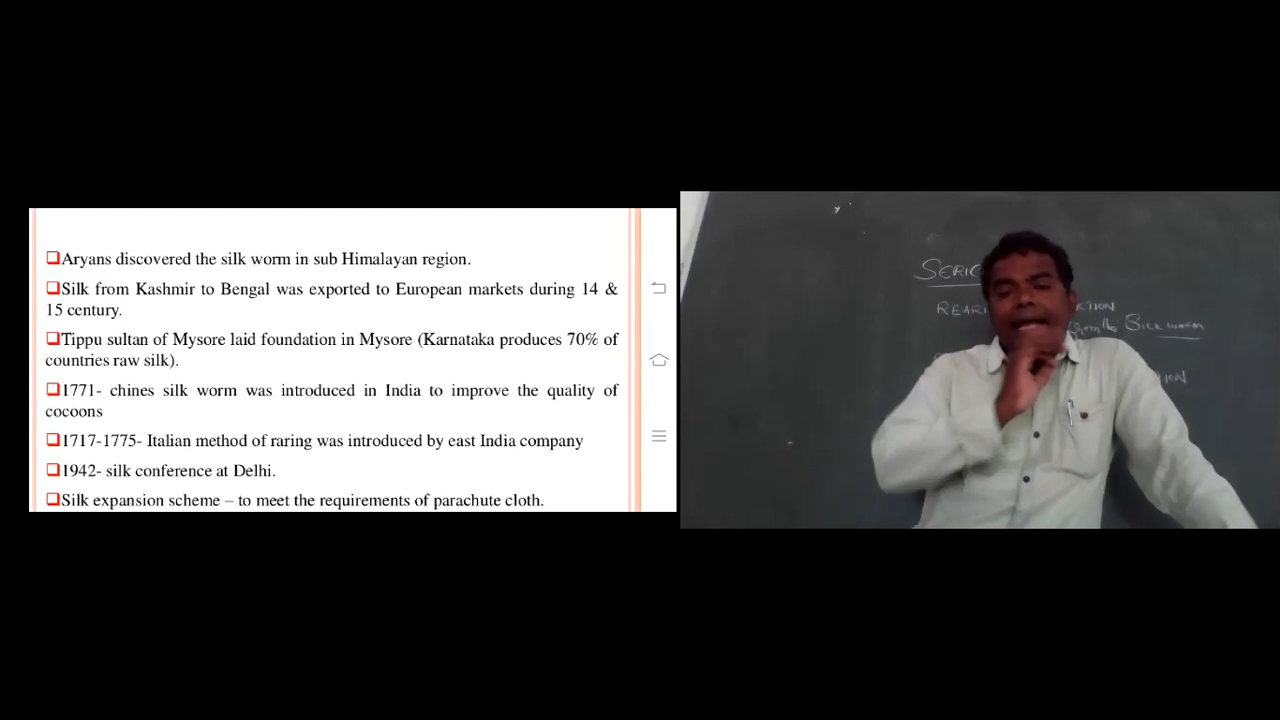 ❑Aryans discovered the silk worm in sub Himalayan region.
❑Silk from Kashmir to Bengal was exported to European markets during 14 &
15 century.
❑Tippu sultan of Mysore laid foundation in Mysore (Karnataka produces 70% of
countries raw silk).
❑1771- chines silk worm was introduced in India to improve the quality of
cocoons
❑1717-1775- Italian method of raring was introduced by east India company
❑1942- silk conference at Delhi.
❑Silk expansion scheme – to meet the requirements of parachute cloth.
SILK WORM